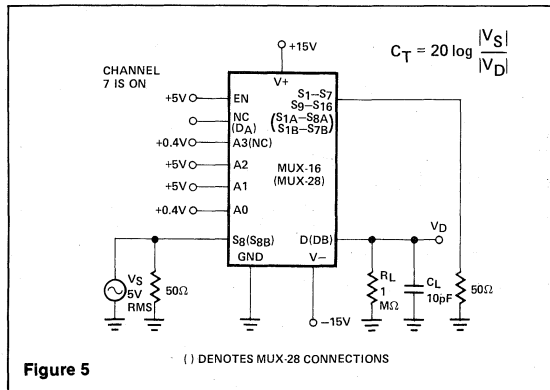 +15V
C_T = 20 log |V_S| / |V_D|
CHANNEL
7 IS ON
V+
+5V
EN
S1–S7
S9–S16
NC
(D_A)
(S1A–S8A)
(S1B–S7B)
+0.4V
A3(NC)
+5V
A2
MUX-16
(MUX-28)
+5V
A1
+0.4V
A0
V_D
S8(S8B)
D(DB)
GND
V–
V_S
5V
RMS
50Ω
R_L
1
MΩ
C_L
10pF
50Ω
–15V
( ) DENOTES MUX-28 CONNECTIONS
Figure 5